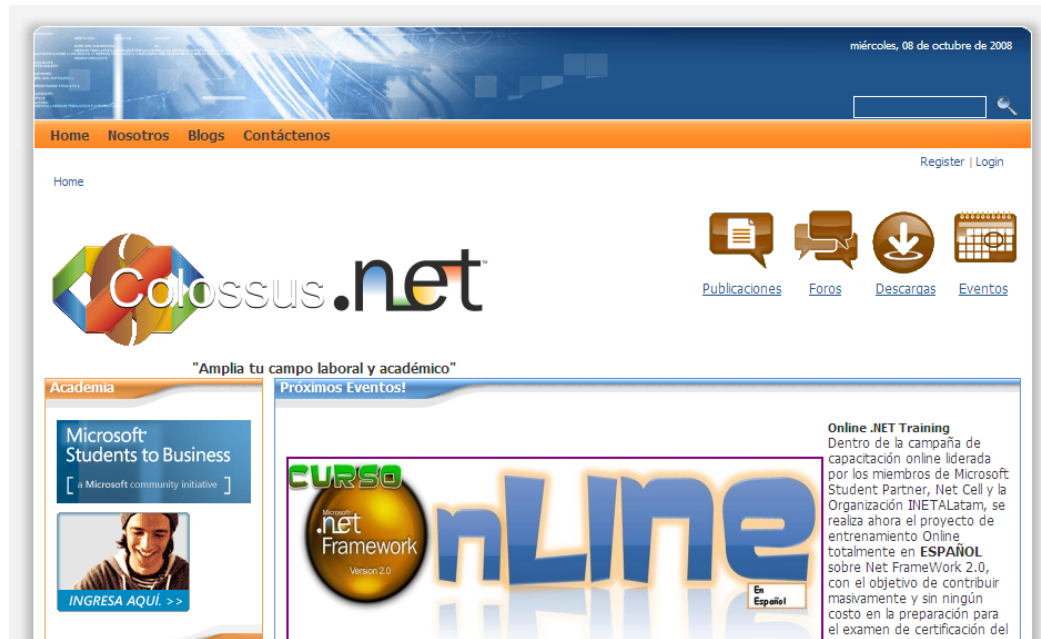 miércoles, 08 de octubre de 2008
Home Nosotros Blogs Contáctenos
Register | Login
Home
Colossus.net
Publicaciones Foros Descargas Eventos
"Amplia tu campo laboral y académico"
Academia
Microsoft
Students to Business
[ a Microsoft community initiative ]
INGRESA AQUÍ. >>
Próximos Eventos!
CURSO
Microsoft
.net
Framework
Version 2.0
nLINe
En
Español
Online .NET Training
Dentro de la campaña de
capacitación online liderada
por los miembros de Microsoft
Student Partner, Net Cell y la
Organización INETALatam, se
realiza ahora el proyecto de
entrenamiento Online
totalmente en ESPAÑOL
sobre Net FrameWork 2.0,
con el objetivo de contribuir
masivamente y sin ningún
costo en la preparación para
el examen de certificación del